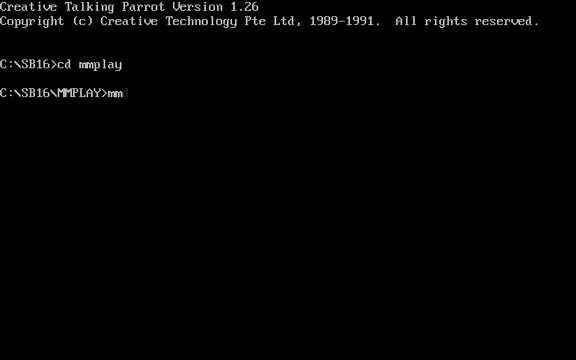 Creative Talking Parrot Version 1.26
Copyright (c) Creative Technology Pte Ltd, 1989-1991.  All rights reserved.
C:\SB16>cd mmplay
C:\SB16\MMPLAY>mm